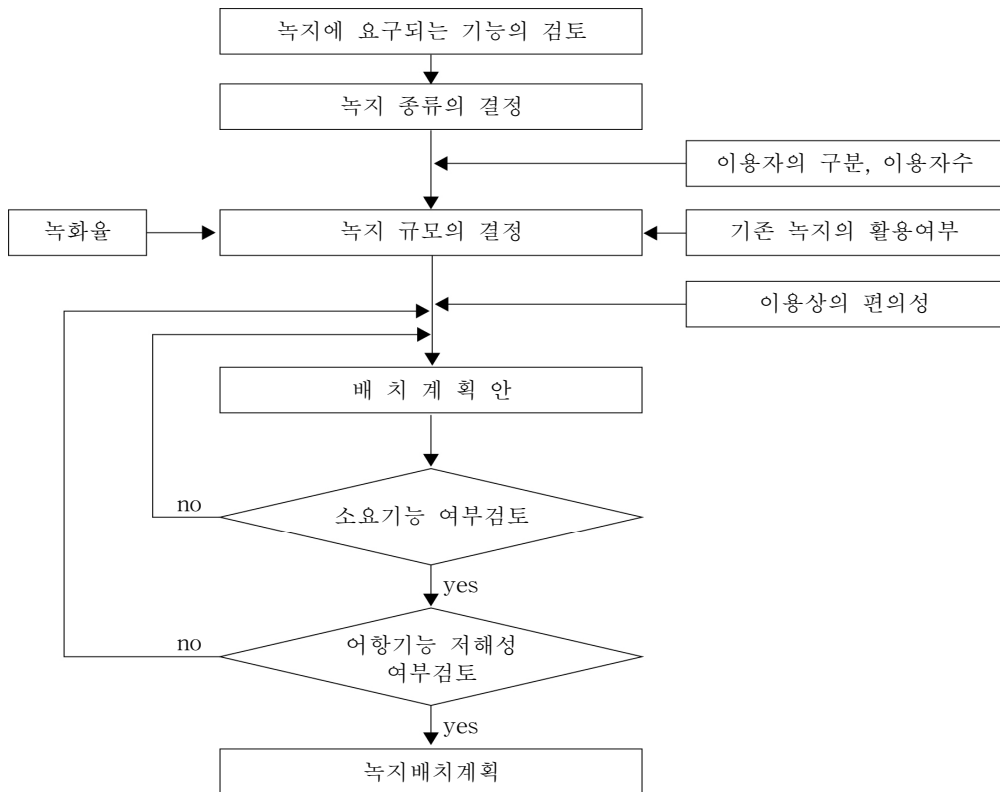 녹지에 요구되는 기능의 검토
녹지 종류의 결정
이용자의 구분, 이용자수
녹화율
녹지 규모의 결정
기존 녹지의 활용여부
이용상의 편의성
배 치 계 획 안
no
소요기능 여부검토
yes
no
어항기능 저해성
여부검토
yes
녹지배치계획